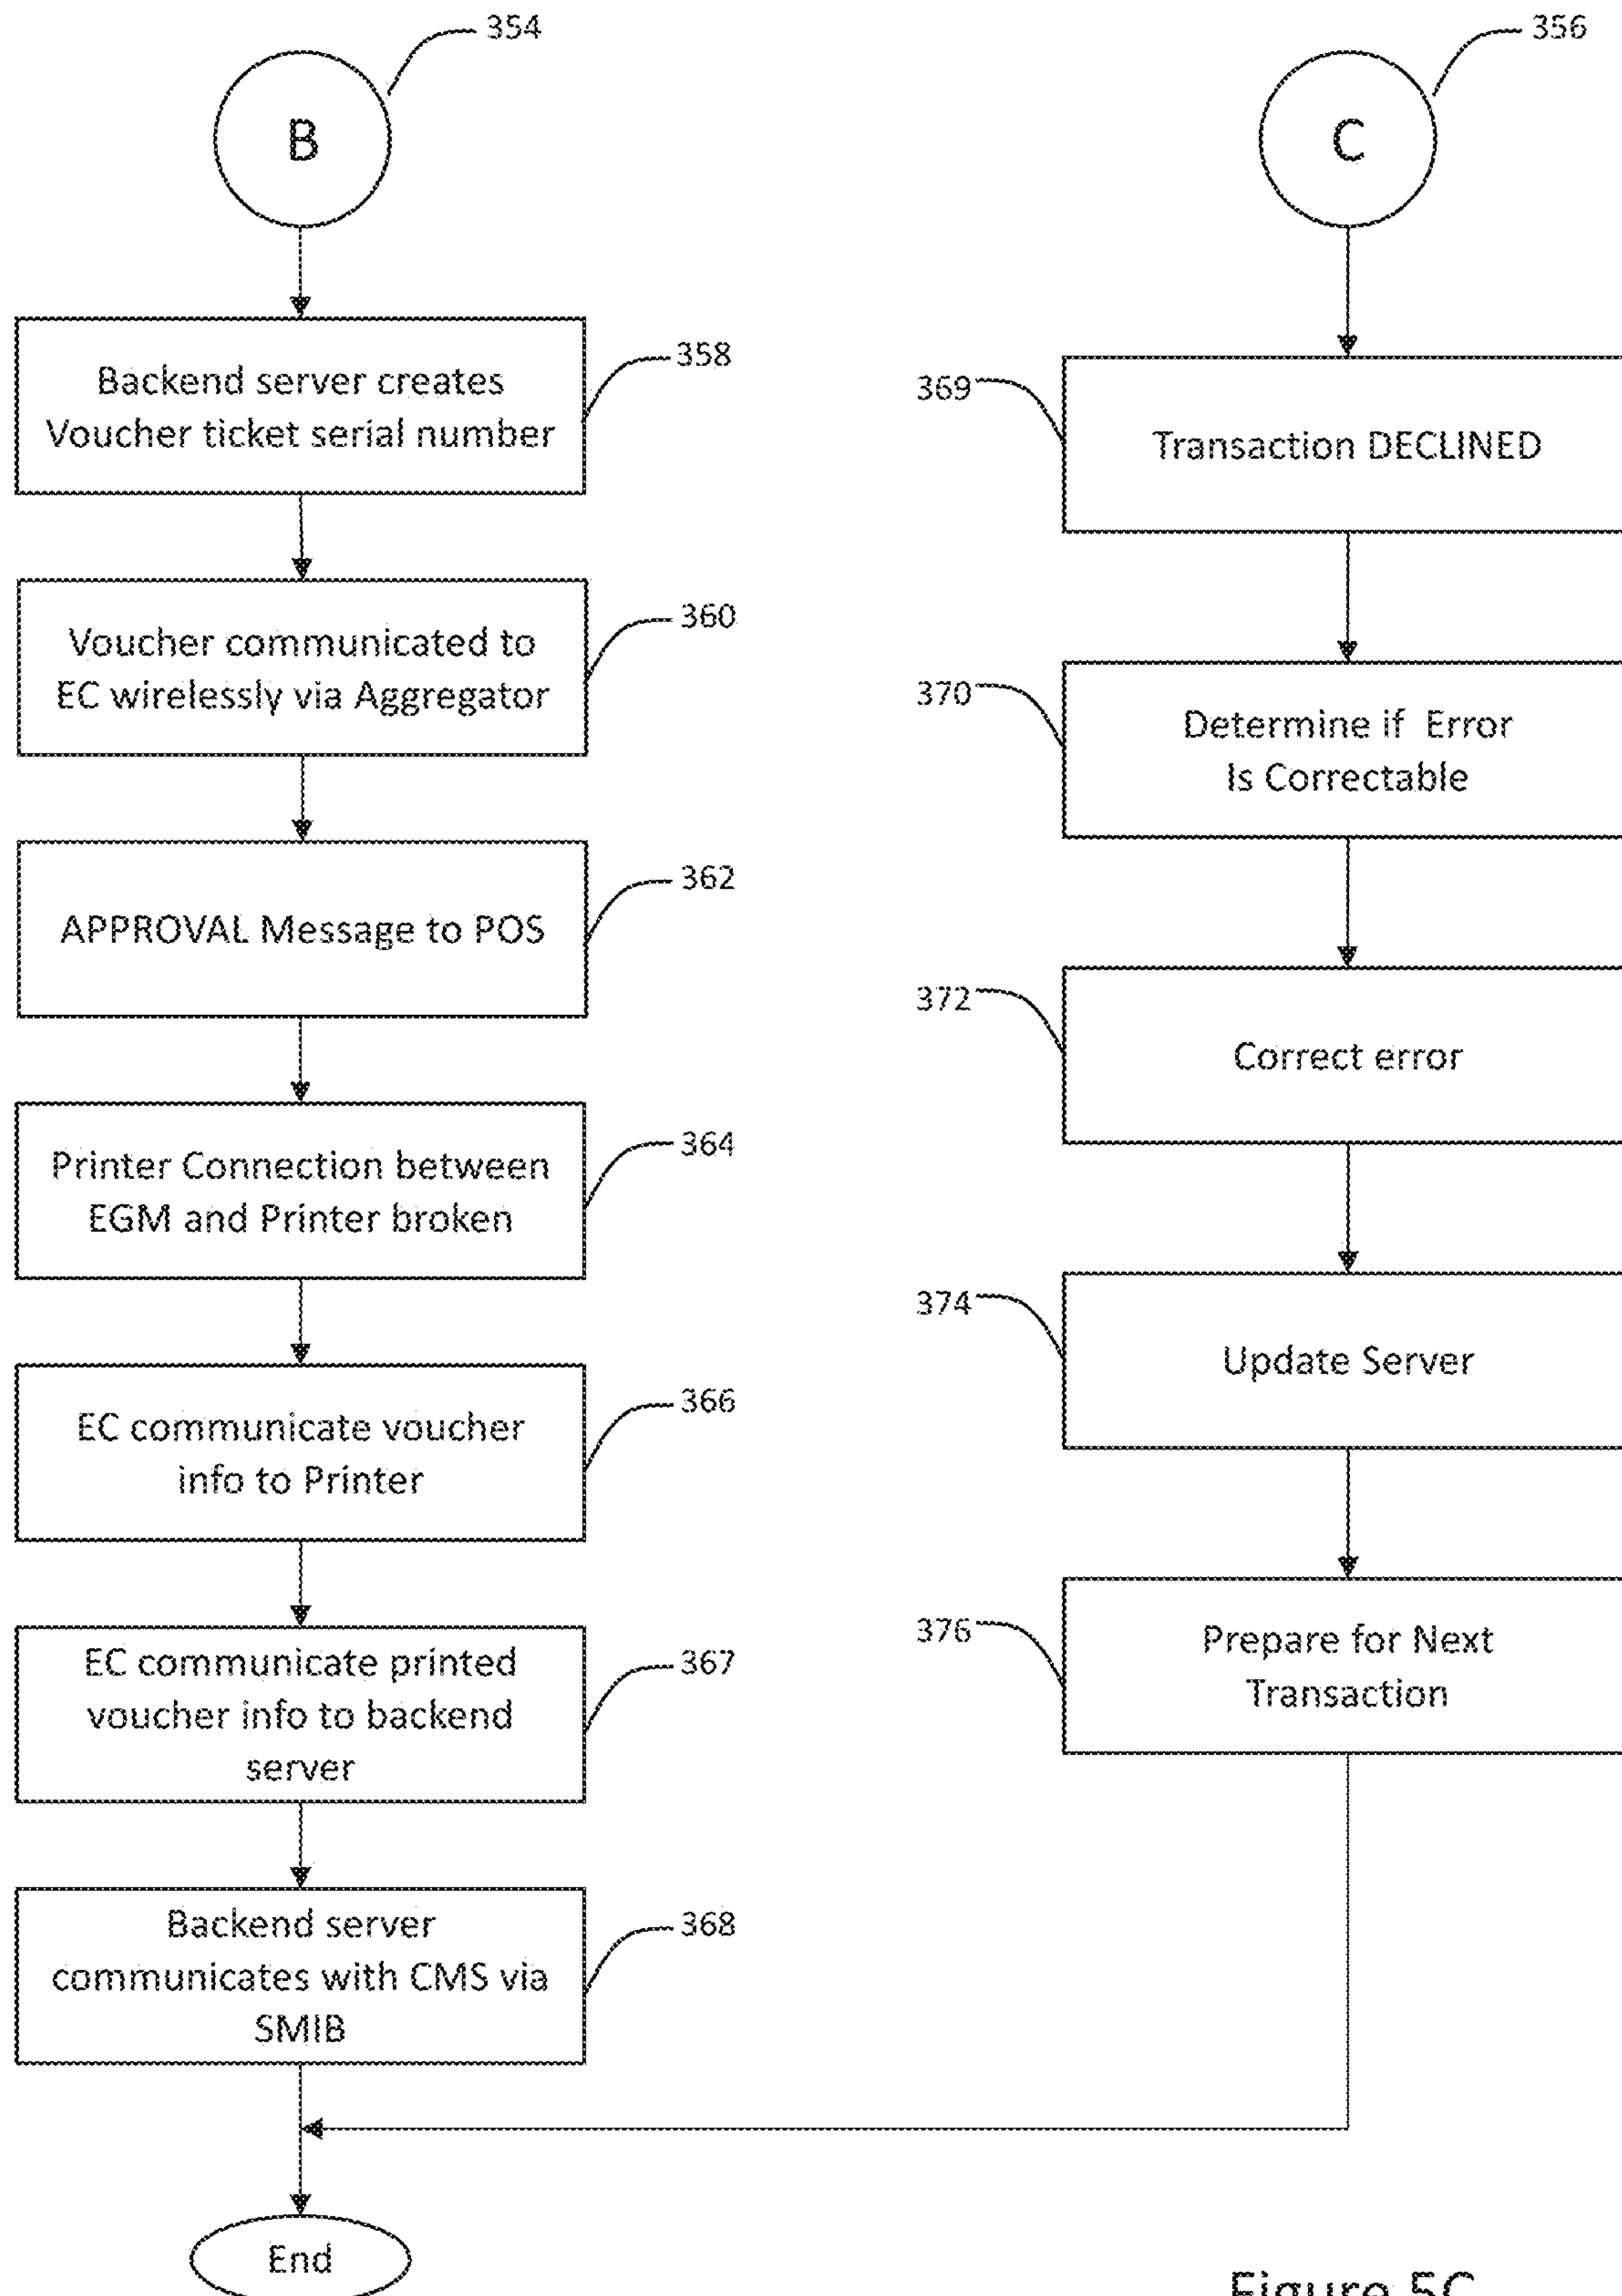 354
B
358
Backend server creates
Voucher ticket serial number
360
Voucher communicated to
EC wirelessly via Aggregator
362
APPROVAL Message to POS
364
Printer Connection between
EGM and Printer broken
366
EC communicate voucher
info to Printer
367
EC communicate printed
voucher info to backend
server
368
Backend server
communicates with CMS via
SMIB
End
356
C
369
Transaction DECLINED
370
Determine if Error
Is Correctable
372
Correct error
374
Update Server
376
Prepare for Next
Transaction
Figure 5C